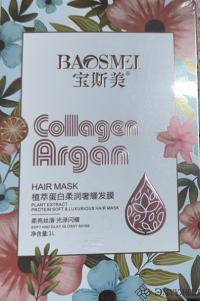 BAOSMEI
宝斯美
Collagen
Argan
HAIR MASK
植萃蛋白柔润奢耀发膜
PLANT EXTRACT
PROTEIN SOFT & LUXURIOUS HAIR MASK
柔亮丝滑 光泽闪耀
SOFT AND SILKY GLOSSY SHINE
净含量:1L